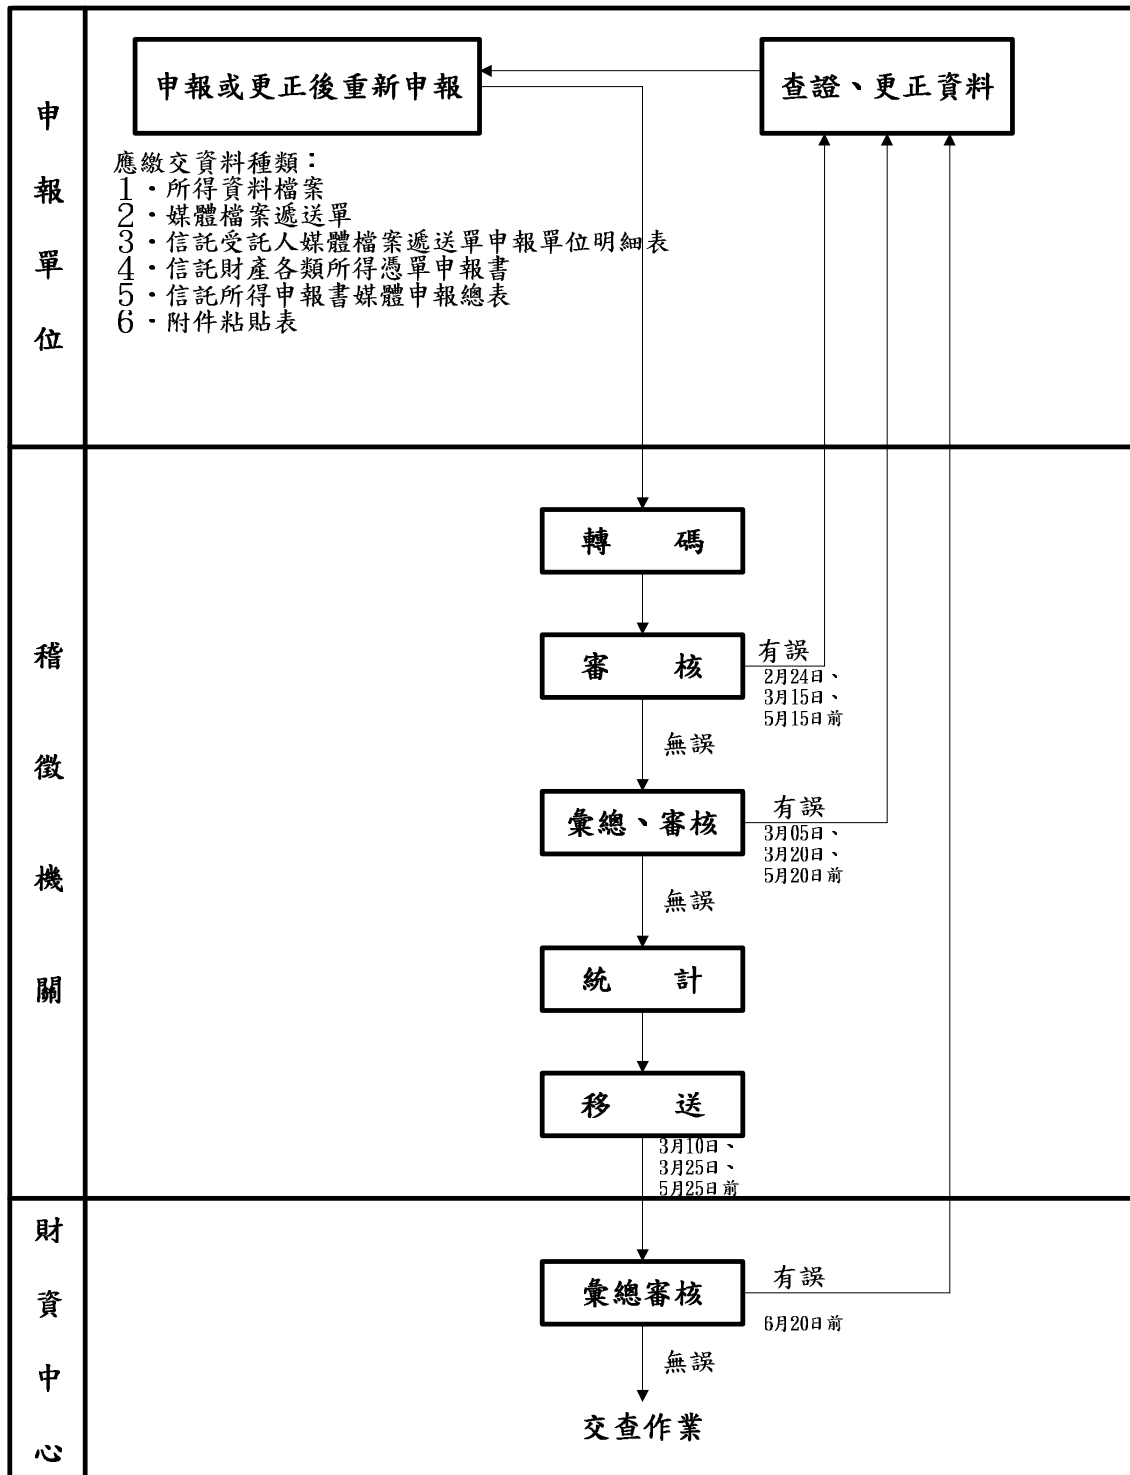 申報單位
申報或更正後重新申報
查證、更正資料
應繳交資料種類：
1．所得資料檔案
2．媒體檔案遞送單
3．信託受託人媒體檔案遞送單申報單位明細表
4．信託財產各類所得憑單申報書
5．信託所得申報書媒體申報總表
6．附件粘貼表
稽徵機關
轉　碼
審　核
有誤
2月24日、
3月15日、
5月15日前
無誤
彙總、審核
有誤
3月05日、
3月20日、
5月20日前
無誤
統　計
移　送
3月10日、
3月25日、
5月25日前
財資中心
彙總審核
有誤
6月20日前
無誤
交查作業